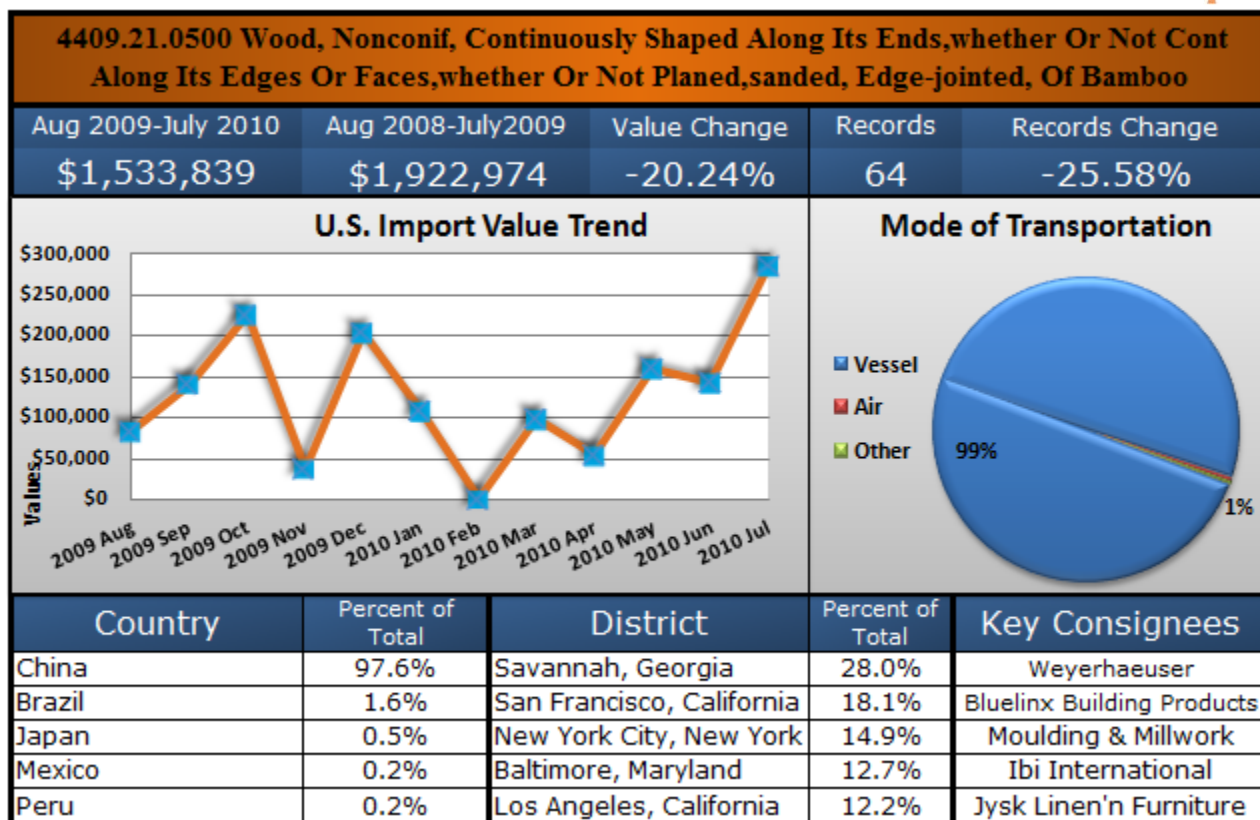 4409.21.0500 Wood, Nonconif, Continuously Shaped Along Its Ends,whether Or Not Cont
Along Its Edges Or Faces,whether Or Not Planed,sanded, Edge-jointed, Of Bamboo
Aug 2009-July 2010 Aug 2008-July2009 Value Change Records Records Change
$1,533,839 $1,922,974 -20.24% 64 -25.58%
U.S. Import Value Trend
$300,000
$250,000
$200,000
$150,000
$100,000
$50,000
$0
Values
2009 Aug 2009 Sep 2009 Oct 2009 Nov 2009 Dec 2010 Jan 2010 Feb 2010 Mar 2010 Apr 2010 May 2010 Jun 2010 Jul
Mode of Transportation
Vessel
Air
Other
99%
1%
Country Percent of Total District Percent of Total Key Consignees
China 97.6% Savannah, Georgia 28.0% Weyerhaeuser
Brazil 1.6% San Francisco, California 18.1% Bluelinx Building Products
Japan 0.5% New York City, New York 14.9% Moulding & Millwork
Mexico 0.2% Baltimore, Maryland 12.7% Ibi International
Peru 0.2% Los Angeles, California 12.2% Jysk Linen'n Furniture